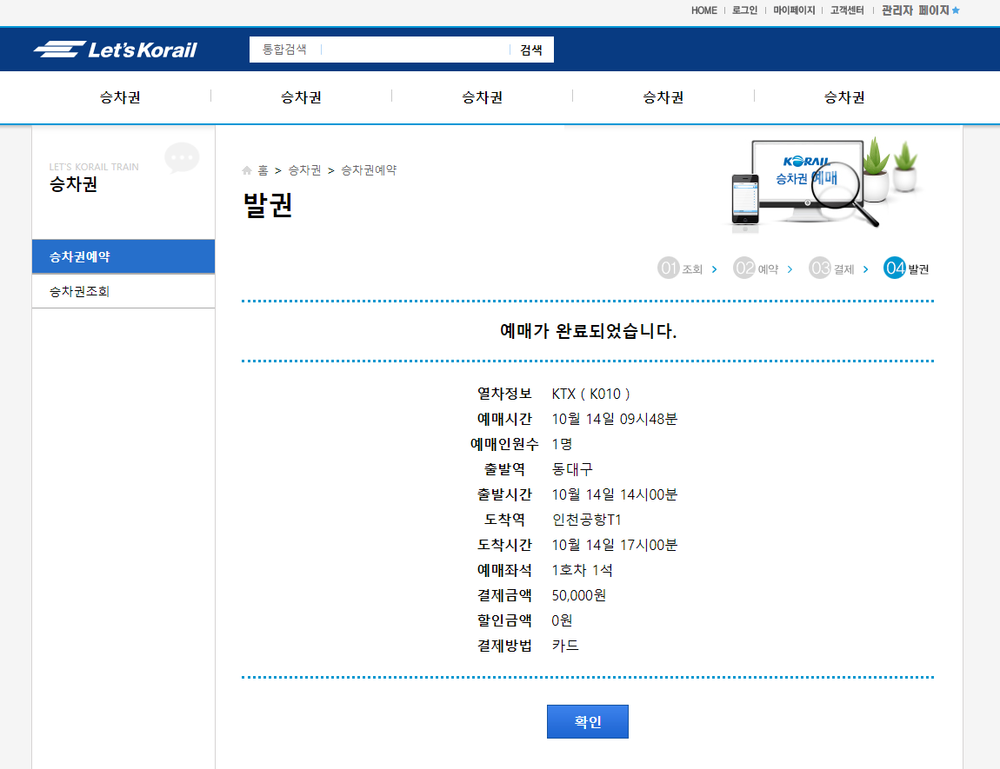 HOME 로그인 마이페이지 고객센터 관리자 페이지
Let's Korail 통합검색 검색
승차권 승차권 승차권 승차권 승차권
LET'S KORAIL TRAIN
승차권
승차권예약
승차권조회
홈 > 승차권 > 승차권예약
발권
KORAIL
승차권 예매
01 조회 02 예약 03 결제 04 발권
예매가 완료되었습니다.
열차정보 KTX ( K010 )
예매시간 10월 14일 09시48분
예매인원수 1명
출발역 동대구
출발시간 10월 14일 14시00분
도착역 인천공항T1
도착시간 10월 14일 17시00분
예매좌석 1호차 1석
결제금액 50,000원
할인금액 0원
결제방법 카드
확인